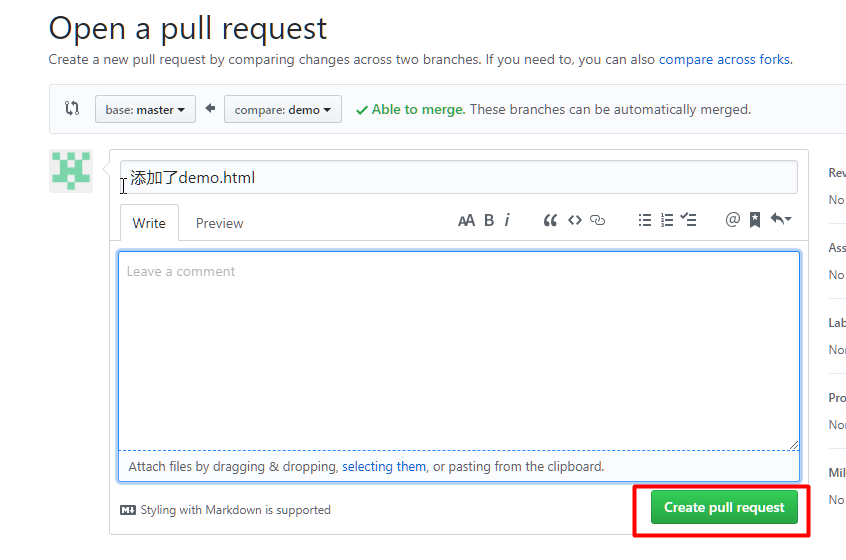 Open a pull request
Create a new pull request by comparing changes across two branches. If you need to, you can also compare across forks.
base: master compare: demo Able to merge. These branches can be automatically merged.
添加了demo.html
Write Preview AA B i @
Leave a comment
Attach files by dragging & dropping, selecting them, or pasting from the clipboard.
Styling with Markdown is supported
Create pull request
Rev
No
Ass
No
Lab
Nor
Pro
Nor
Mil
No